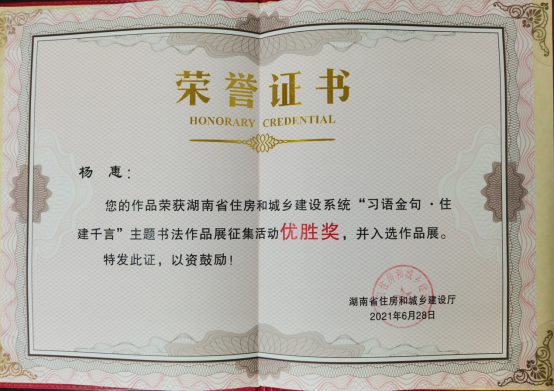 荣誉证书
HONORARY CREDENTIAL
杨 惠：
您的作品荣获湖南省住房和城乡建设系统“习语金句·住
建千言”主题书法作品展征集活动优胜奖，并入选作品展。
特发此证，以资鼓励！
湖南省住房和城乡建设厅
2021年6月28日